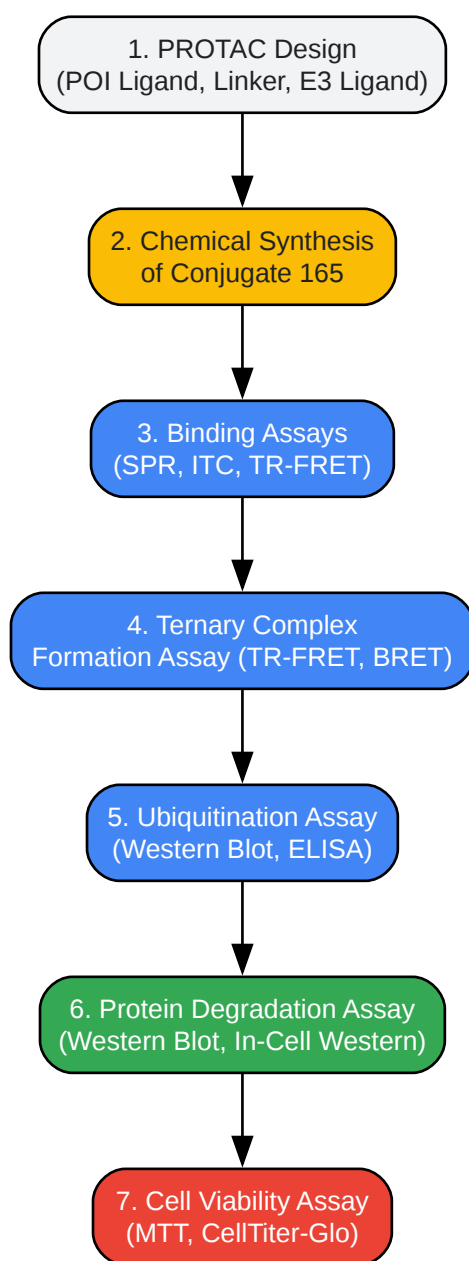 1. PROTAC Design
(POI Ligand, Linker, E3 Ligand)
2. Chemical Synthesis
of Conjugate 165
3. Binding Assays
(SPR, ITC, TR-FRET)
4. Ternary Complex
Formation Assay (TR-FRET, BRET)
5. Ubiquitination Assay
(Western Blot, ELISA)
6. Protein Degradation Assay
(Western Blot, In-Cell Western)
7. Cell Viability Assay
(MTT, CellTiter-Glo)